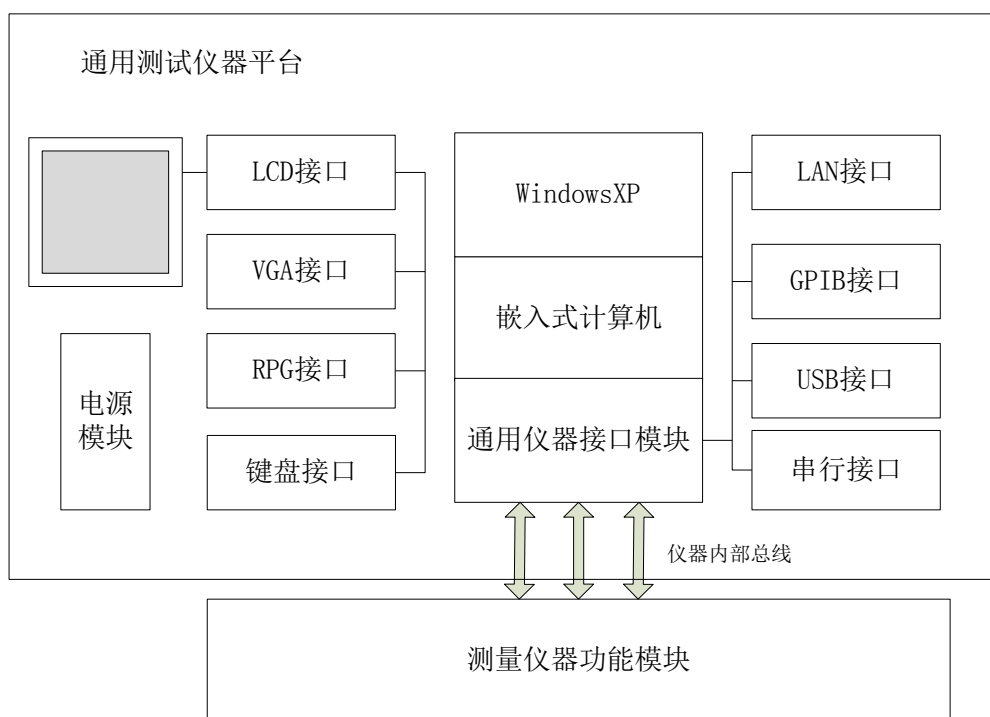 通用测试仪器平台
LCD接口
VGA接口
RPG接口
键盘接口
电源
模块
WindowsXP
嵌入式计算机
通用仪器接口模块
LAN接口
GPIB接口
USB接口
串行接口
仪器内部总线
测量仪器功能模块